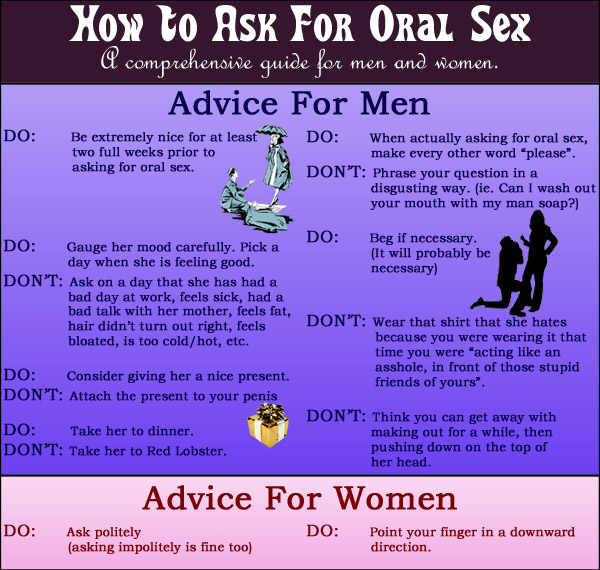 How to Ask For Oral Sex
A comprehensive guide for men and women.
Advice For Men
DO: Be extremely nice for at least
two full weeks prior to
asking for oral sex.
DO: Gauge her mood carefully. Pick a
day when she is feeling good.
DON'T: Ask on a day that she has had a
bad day at work, feels sick, had a
bad talk with her mother, feels fat,
hair didn't turn out right, feels
bloated, is too cold/hot, etc.
DO: Consider giving her a nice present.
DON'T: Attach the present to your penis
DO: Take her to dinner.
DON'T: Take her to Red Lobster.
DO: When actually asking for oral sex,
make every other word "please".
DON'T: Phrase your question in a
disgusting way. (ie. Can I wash out
your mouth with my man soap?)
DO: Beg if necessary.
(It will probably be
necessary)
DON'T: Wear that shirt that she hates
because you were wearing it that
time you were "acting like an
asshole, in front of those stupid
friends of yours".
DON'T: Think you can get away with
making out for a while, then
pushing down on the top of
her head.
Advice For Women
DO: Ask politely
(asking impolitely is fine too)
DO: Point your finger in a downward
direction.